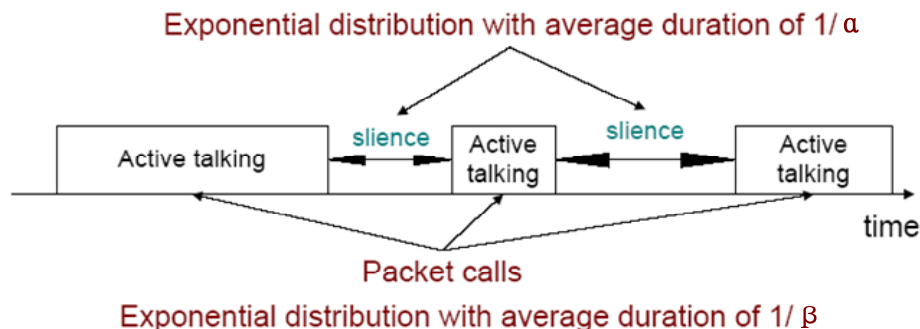 Exponential distribution with average duration of 1/ α
slience
slience
Active talking
Active
talking
Active
talking
time
Packet calls
Exponential distribution with average duration of 1/ β